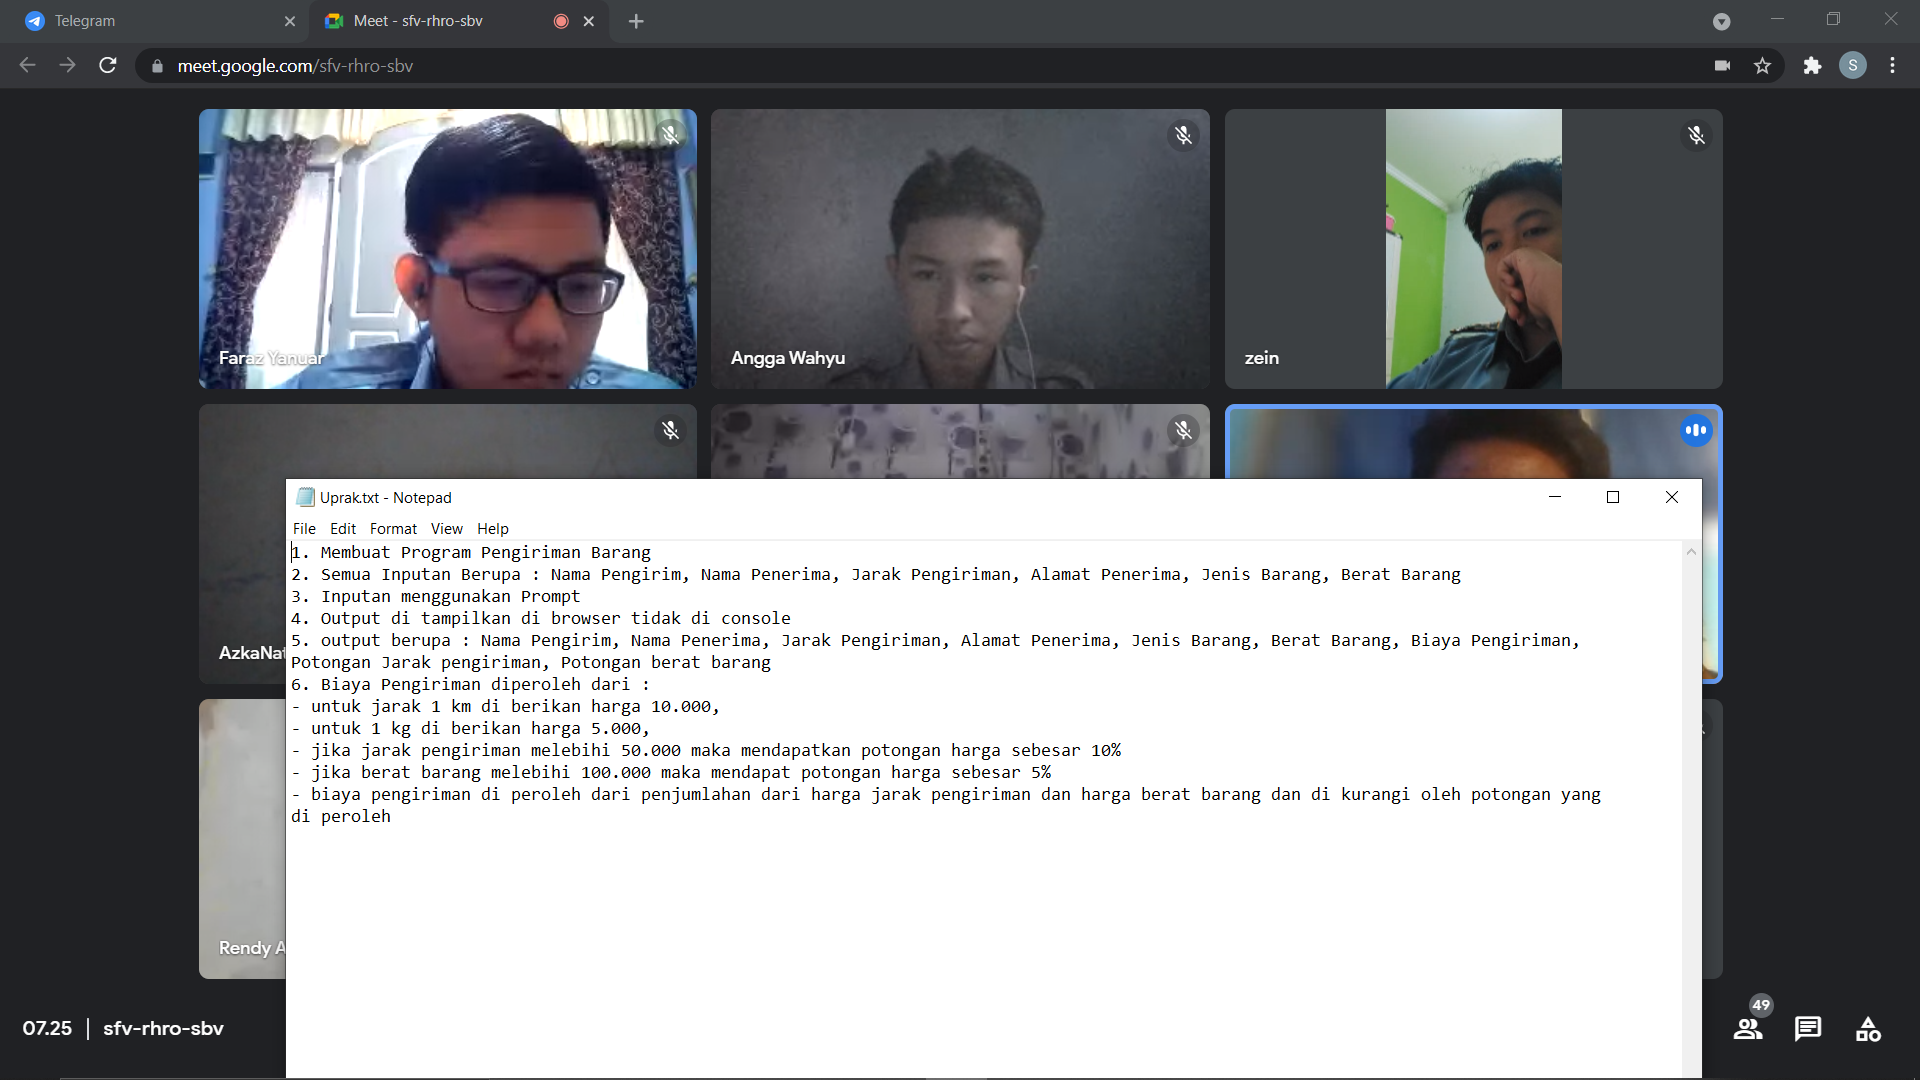 Telegram
Meet - sfv-rhro-sbv
meet.google.com/sfv-rhro-sbv
S
Faraz Yanuar
Angga Wahyu
zein
Uprak.txt - Notepad
File Edit Format View Help
1. Membuat Program Pengiriman Barang
2. Semua Inputan Berupa : Nama Pengirim, Nama Penerima, Jarak Pengiriman, Alamat Penerima, Jenis Barang, Berat Barang
3. Inputan menggunakan Prompt
4. Output di tampilkan di browser tidak di console
5. output berupa : Nama Pengirim, Nama Penerima, Jarak Pengiriman, Alamat Penerima, Jenis Barang, Berat Barang, Biaya Pengiriman,
Potongan Jarak pengiriman, Potongan berat barang
6. Biaya Pengiriman diperoleh dari :
- untuk jarak 1 km di berikan harga 10.000,
- untuk 1 kg di berikan harga 5.000,
- jika jarak pengiriman melebihi 50.000 maka mendapatkan potongan harga sebesar 10%
- jika berat barang melebihi 100.000 maka mendapat potongan harga sebesar 5%
- biaya pengiriman di peroleh dari penjumlahan dari harga jarak pengiriman dan harga berat barang dan di kurangi oleh potongan yang
di peroleh
AzkaNa
Rendy A
07.25 | sfv-rhro-sbv
49